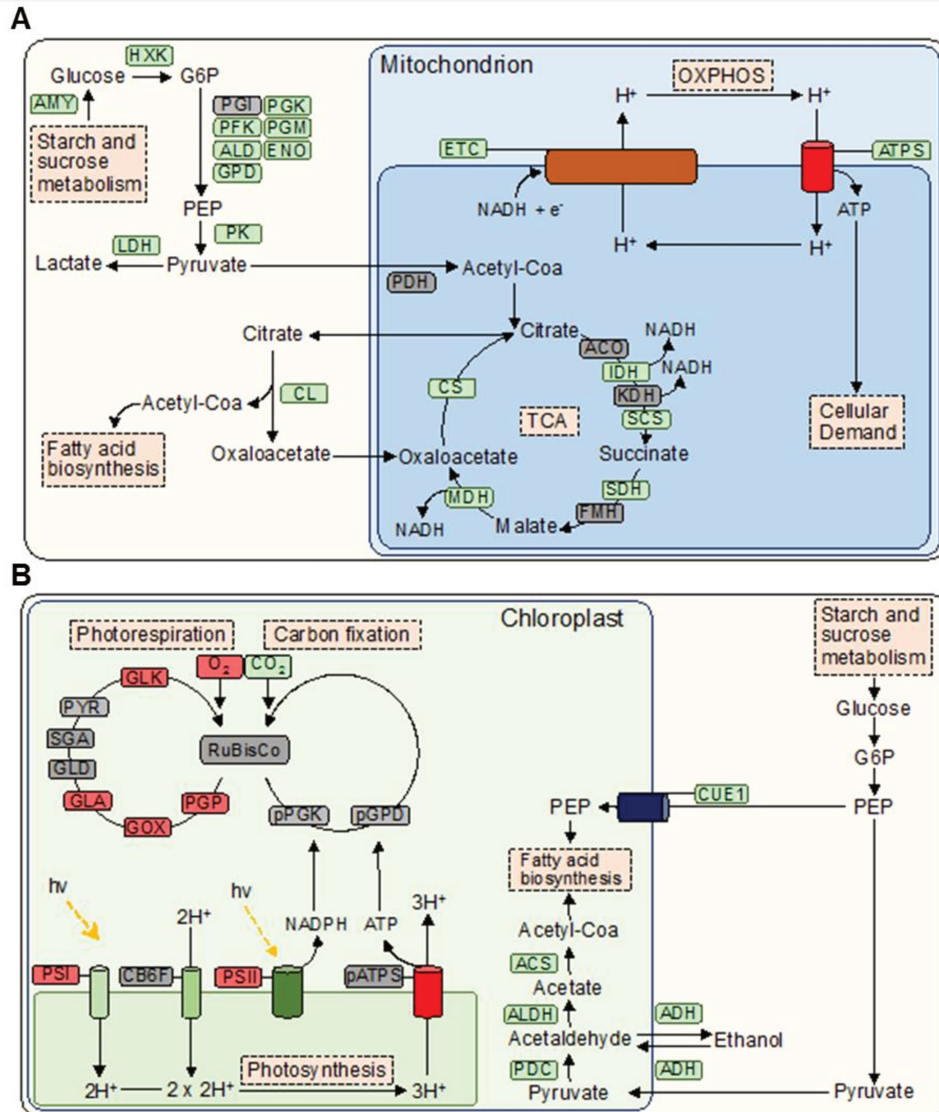 A
Mitochondrion
HXK
Glucose
G6P
AMY
Starch and
sucrose
metabolism
PGI
PGK
PFK
PGM
ALD
ENO
GPD
PEP
PK
LDH
Lactate
Pyruvate
PDH
Acetyl-Coa
OXPHOS
H+
H+
ETC
ATPS
NADH + e-
ATP
H+
H+
Citrate
Citrate
ACO
NADH
IDH
NADH
KDH
SCS
CS
TCA
CL
Acetyl-Coa
Fatty acid
biosynthesis
Oxaloacetate
Oxaloacetate
Succinate
SDH
MDH
FMH
NADH
Malate
Cellular
Demand
B
Chloroplast
Photorespiration
Carbon fixation
O2
CO2
GLK
PYR
SGA
GLD
GLA
GOX
PGP
RuBisCo
pPGK
pGPD
hv
hv
2H+
NADPH
ATP
3H+
PSI
CB6F
PSII
pATPS
Photosynthesis
2H+
2 x 2H+
3H+
Starch and
sucrose
metabolism
Glucose
G6P
PEP
CUE1
PEP
Fatty acid
biosynthesis
Acetyl-Coa
ACS
Acetate
ALDH
ADH
Acetaldehyde
Ethanol
PDC
ADH
Pyruvate
Pyruvate